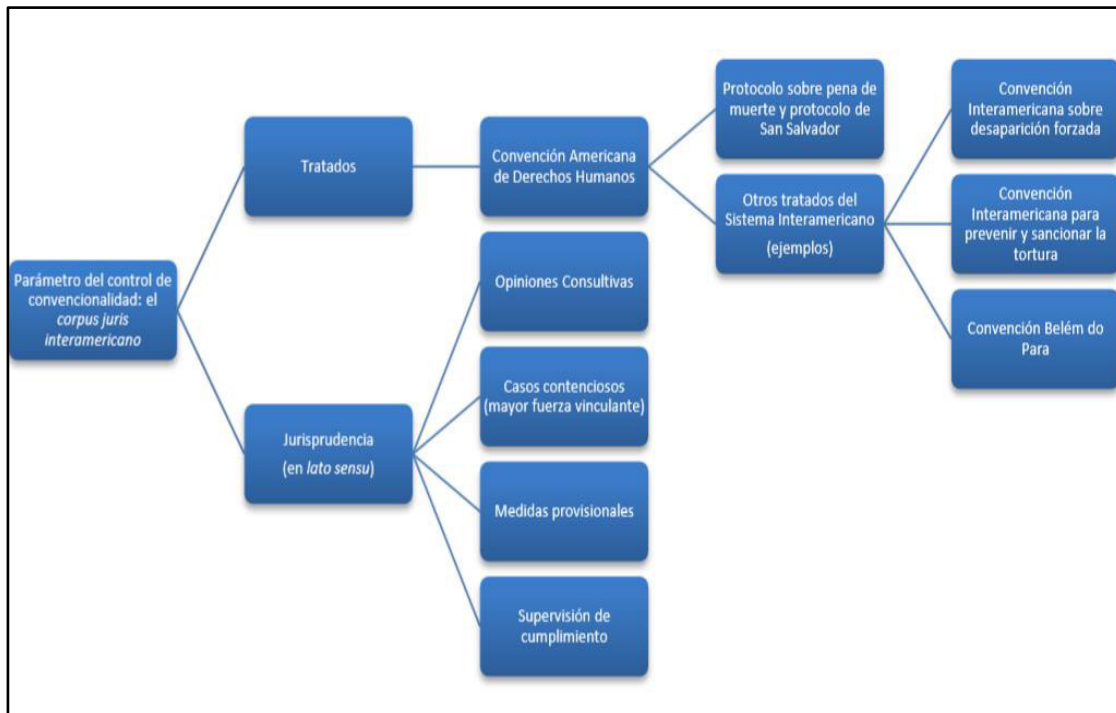 Parámetro del control de
convencionalidad: el
corpus juris
interamericano
Tratados
Convención Americana
de Derechos Humanos
Protocolo sobre pena de
muerte y protocolo de
San Salvador
Otros tratados del
Sistema Interamericano
(ejemplos)
Convención
Interamericana sobre
desaparición forzada
Convención
Interamericana para
prevenir y sancionar la
tortura
Convención Belém do
Para
Jurisprudencia
(en lato sensu)
Opiniones Consultivas
Casos contenciosos
(mayor fuerza vinculante)
Medidas provisionales
Supervisión de
cumplimiento